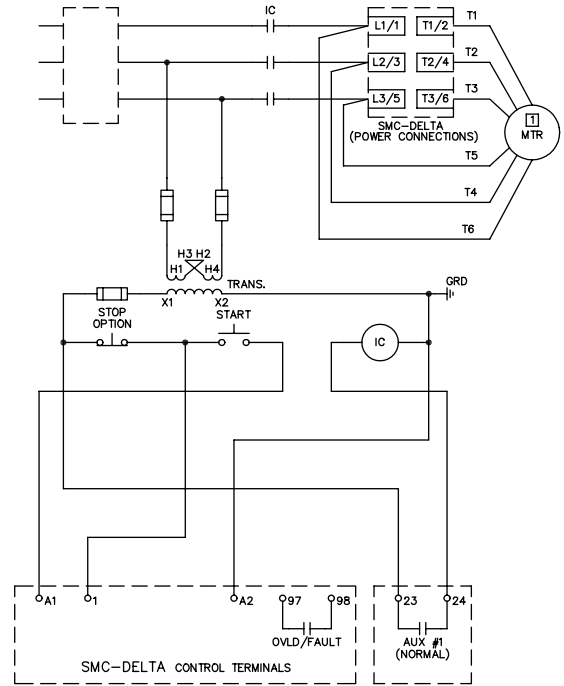 IC
L1/1 T1/2 T1
L2/3 T2/4 T2
L3/5 T3/6 T3
SMC-DELTA
(POWER CONNECTIONS)
1
MTR
T5
T4
T6
H3 H2
H1 H4
TRANS.
X1 X2
GRD
STOP
OPTION
START
IC
A1 1 A2 97 98 23 24
OVLD/FAULT
AUX #1
(NORMAL)
SMC-DELTA CONTROL TERMINALS